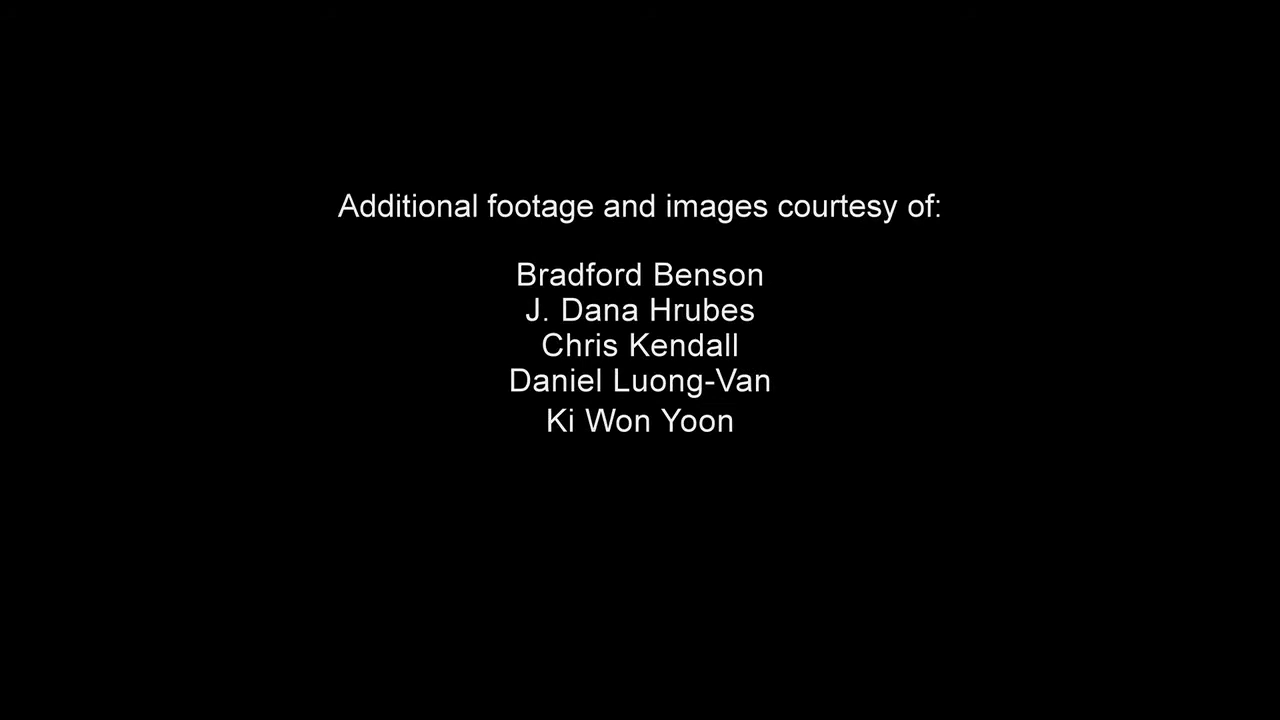 Additional footage and images courtesy of:
Bradford Benson
J. Dana Hrubes
Chris Kendall
Daniel Luong-Van
Ki Won Yoon